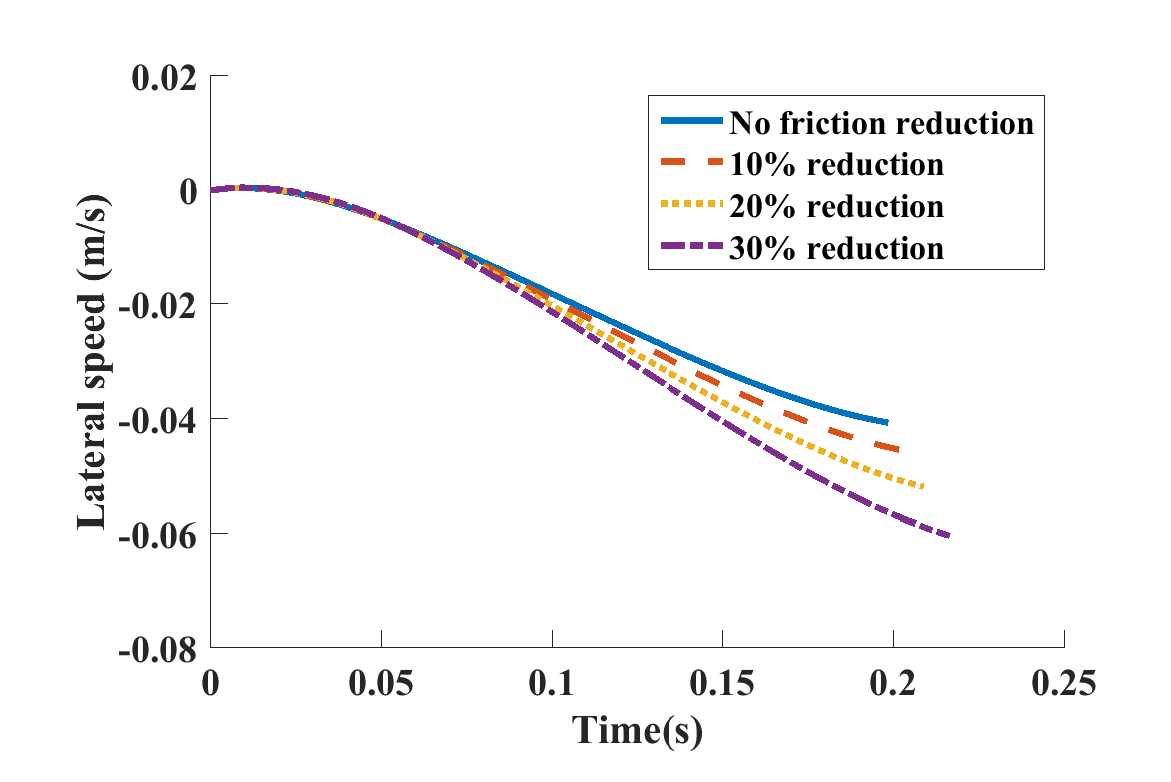 0.02
0
-0.02
-0.04
-0.06
-0.08
Lateral speed (m/s)
No friction reduction
10% reduction
20% reduction
30% reduction
0 0.05 0.1 0.15 0.2 0.25
Time(s)